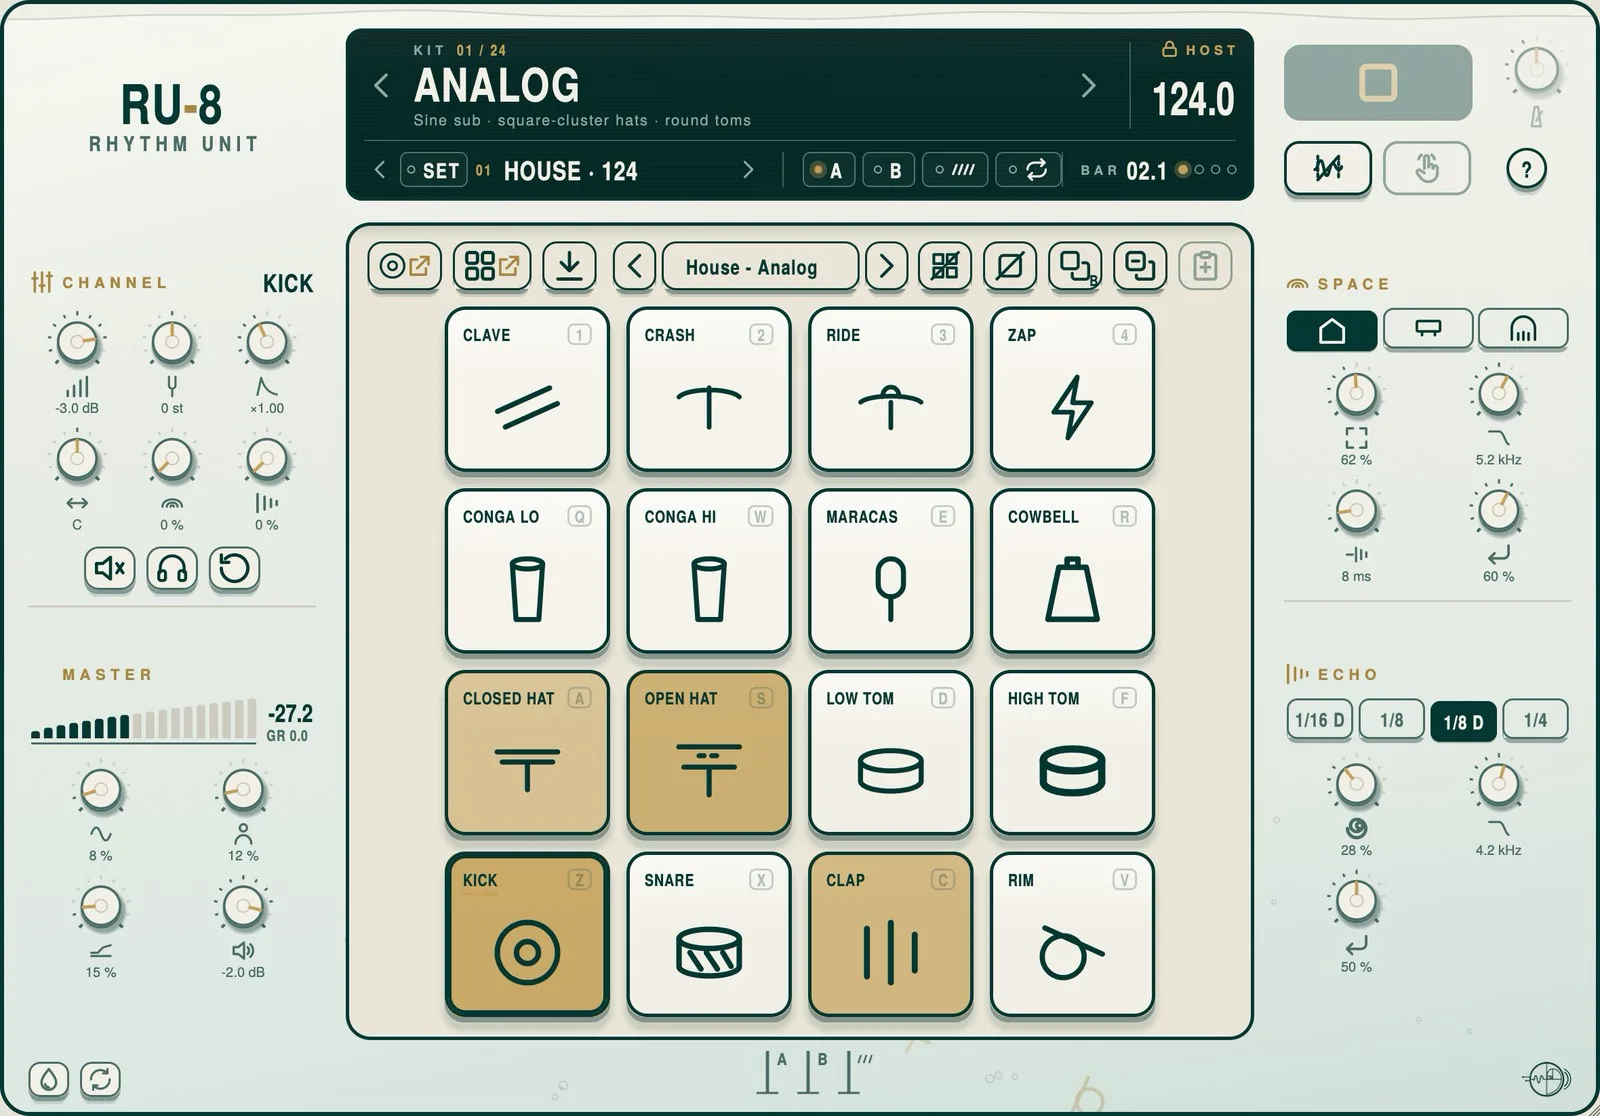 RU-8
RHYTHM UNIT
KIT 01 / 24
ANALOG
Sine sub · square-cluster hats · round toms
HOST
124.0
SET 01 HOUSE · 124
A B //// BAR 02.1
?
CHANNEL KICK
-3.0 dB 0 st ×1.00
C 0 % 0 %
MASTER
-27.2
GR 0.0
8 % 12 %
15 % -2.0 dB
House - Analog
B
CLAVE 1
CRASH 2
RIDE 3
ZAP 4
CONGA LO Q
CONGA HI W
MARACAS E
COWBELL R
CLOSED HAT A
OPEN HAT S
LOW TOM D
HIGH TOM F
KICK Z
SNARE X
CLAP C
RIM V
SPACE
62 % 5.2 kHz
8 ms 60 %
ECHO
1/16 D 1/8 1/8 D 1/4
28 % 4.2 kHz
50 %
A B ///